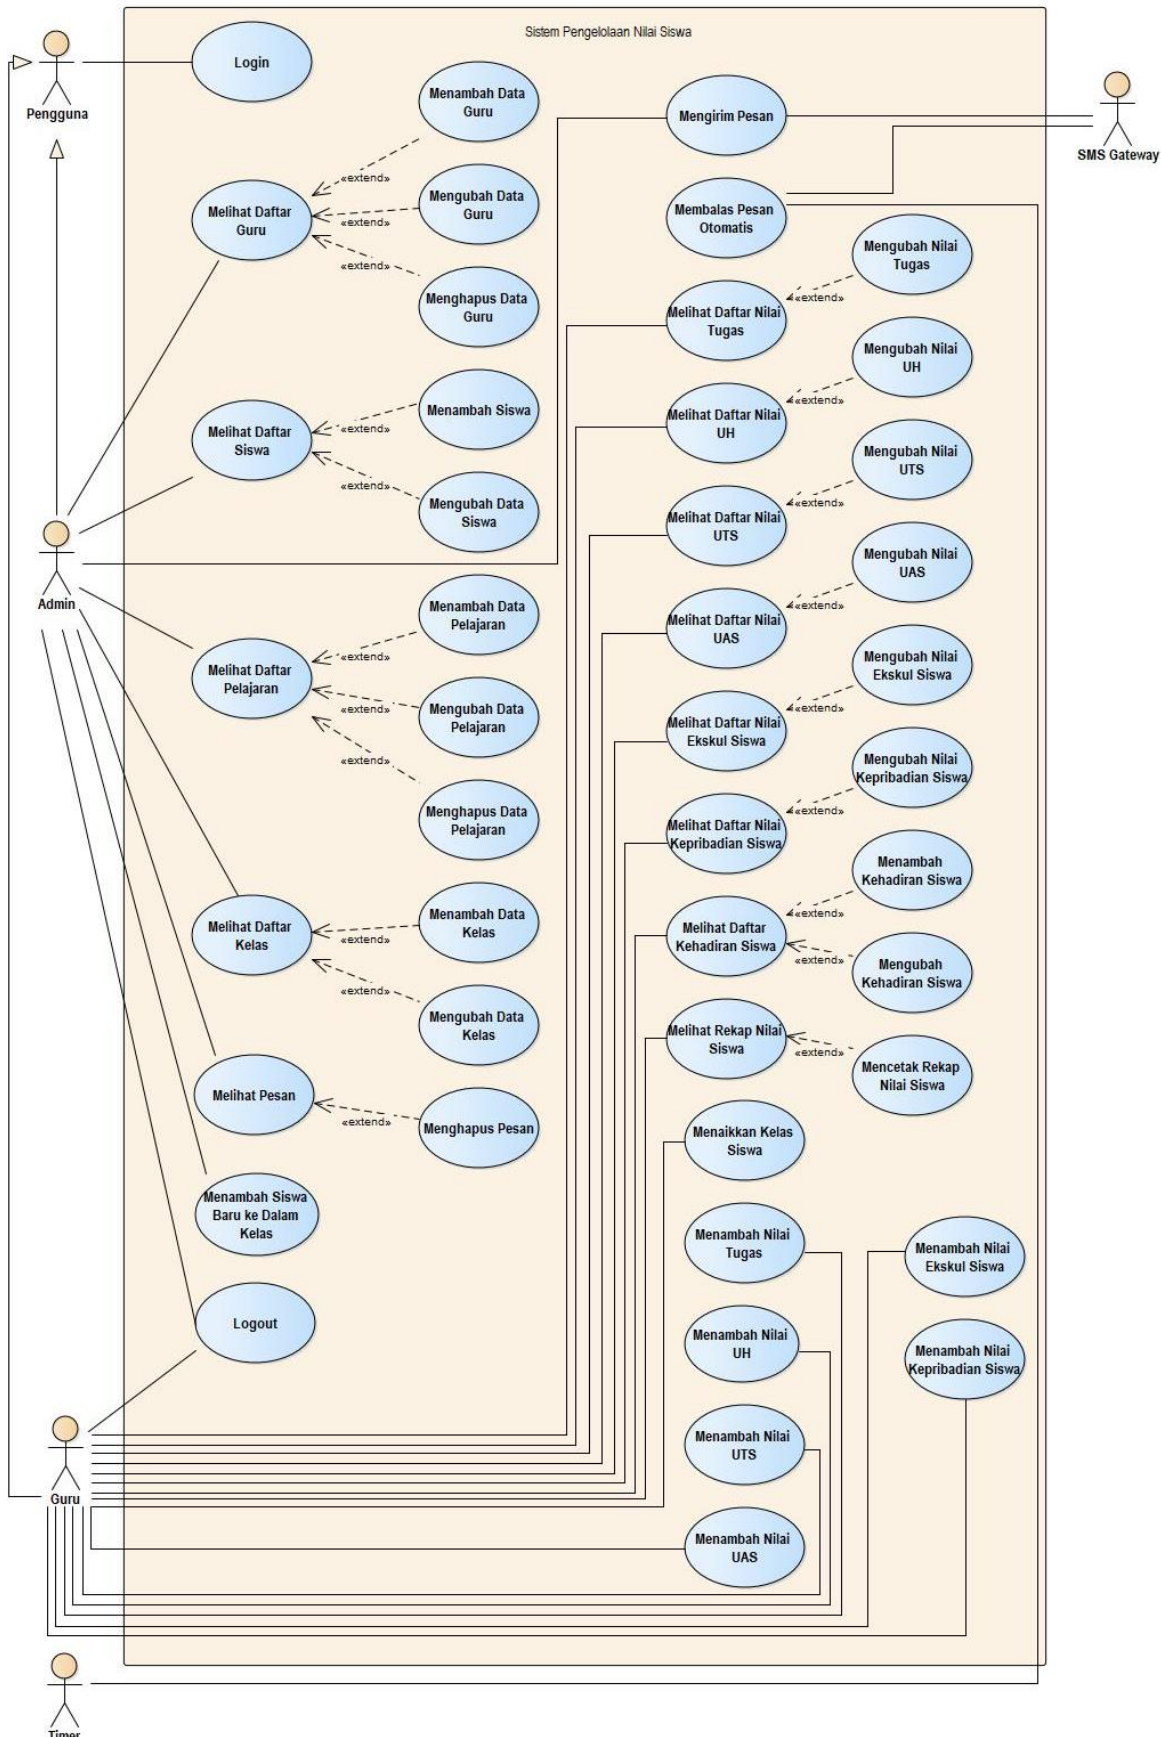 Sistem Pengelolaan Nilai Siswa
Pengguna
Login
Menambah Data
Guru
«extend»
Mengubah Data
Guru
«extend»
Melihat Daftar
Guru
«extend»
Menghapus Data
Guru
Mengirim Pesan
SMS Gateway
Membalas Pesan
Otomatis
Mengubah Nilai
Tugas
«extend»
Melihat Daftar Nilai
Tugas
Mengubah Nilai
UH
«extend»
Melihat Daftar Nilai
UH
Mengubah Nilai
UTS
«extend»
Melihat Daftar Nilai
UTS
Mengubah Nilai
UAS
«extend»
Melihat Daftar Nilai
UAS
Mengubah Nilai
Ekskul Siswa
«extend»
Melihat Daftar Nilai
Ekskul Siswa
Mengubah Nilai
Kepribadian Siswa
«extend»
Melihat Daftar Nilai
Kepribadian Siswa
Menambah
Kehadiran Siswa
«extend»
Melihat Daftar
Kehadiran Siswa
«extend»
Mengubah
Kehadiran Siswa
Melihat Rekap Nilai
Siswa
«extend»
Mencetak Rekap
Nilai Siswa
Menambah Siswa
«extend»
Melihat Daftar
Siswa
«extend»
Mengubah Data
Siswa
Admin
Menambah Data
Pelajaran
«extend»
Melihat Daftar
Pelajaran
«extend»
Mengubah Data
Pelajaran
«extend»
Menghapus Data
Pelajaran
Menambah Data
Kelas
Melihat Daftar
Kelas
«extend»
«extend»
Mengubah Data
Kelas
Melihat Pesan
«extend»
Menghapus Pesan
Menambah Siswa
Baru ke Dalam
Kelas
Logout
Menaikkan Kelas
Siswa
Menambah Nilai
Tugas
Menambah Nilai
Ekskul Siswa
Menambah Nilai
UH
Menambah Nilai
Kepribadian Siswa
Menambah Nilai
UTS
Guru
Menambah Nilai
UAS
Timer